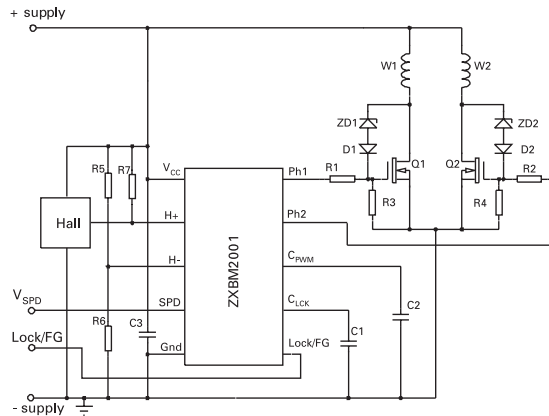 + supply
W1
W2
ZD1
ZD2
D1
D2
R5
R7
VCC
Ph1
R1
Q1
Q2
R2
R3
R4
Hall
H+
Ph2
ZXBM2001
H-
CPWM
VSPD
SPD
CLCK
R6
C3
C1
C2
Lock/FG
Gnd
Lock/FG
- supply